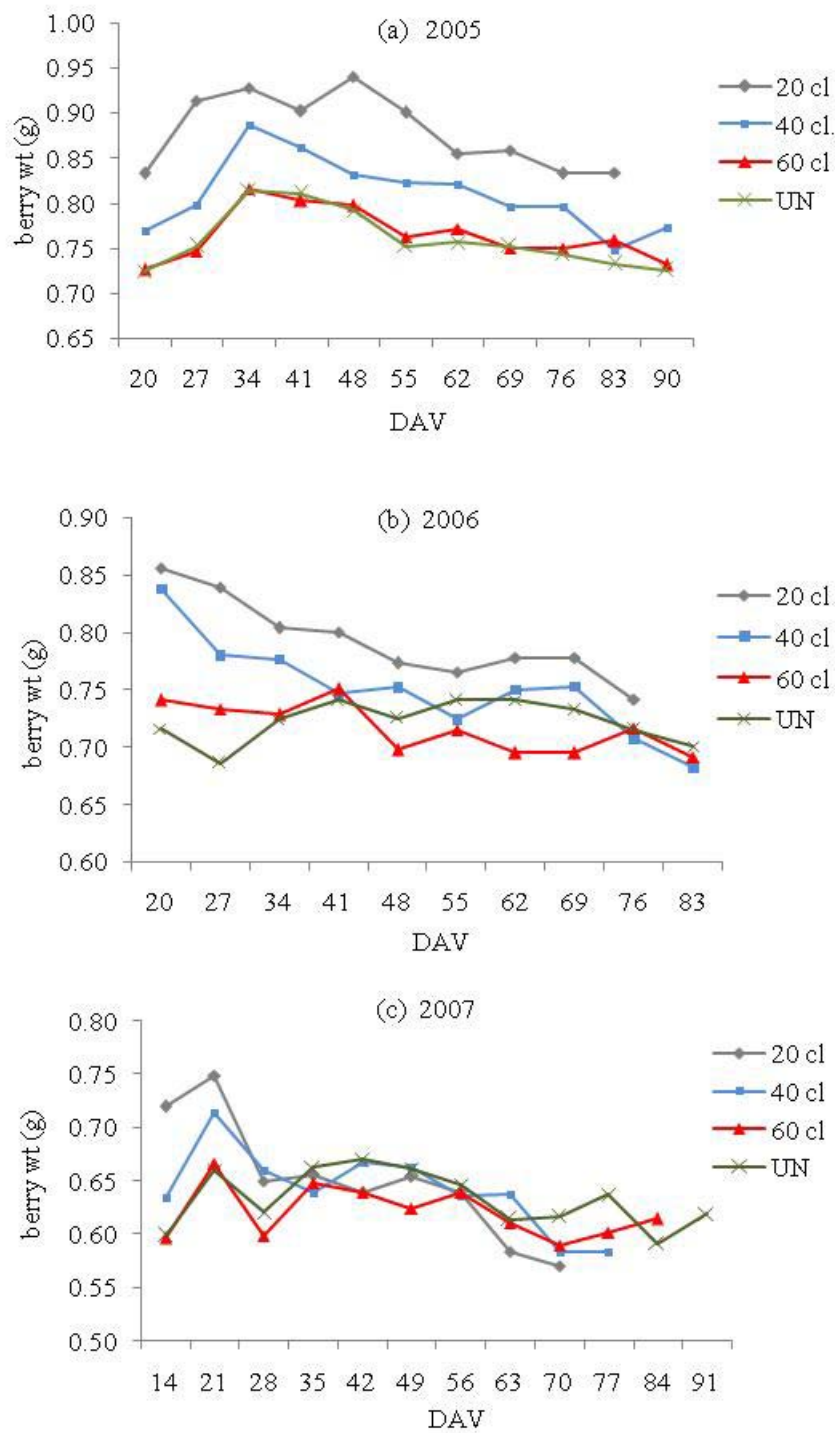 (a) 2005
1.00
0.95
0.90
0.85
0.80
0.75
0.70
0.65
berry wt (g)
20 27 34 41 48 55 62 69 76 83 90
DAV
20 cl
40 cl.
60 cl
UN
(b) 2006
0.90
0.85
0.80
0.75
0.70
0.65
0.60
berry wt (g)
20 27 34 41 48 55 62 69 76 83
DAV
20 cl
40 cl
60 cl
UN
(c) 2007
0.80
0.75
0.70
0.65
0.60
0.55
0.50
berry wt (g)
14 21 28 35 42 49 56 63 70 77 84 91
DAV
20 cl
40 cl
60 cl
UN